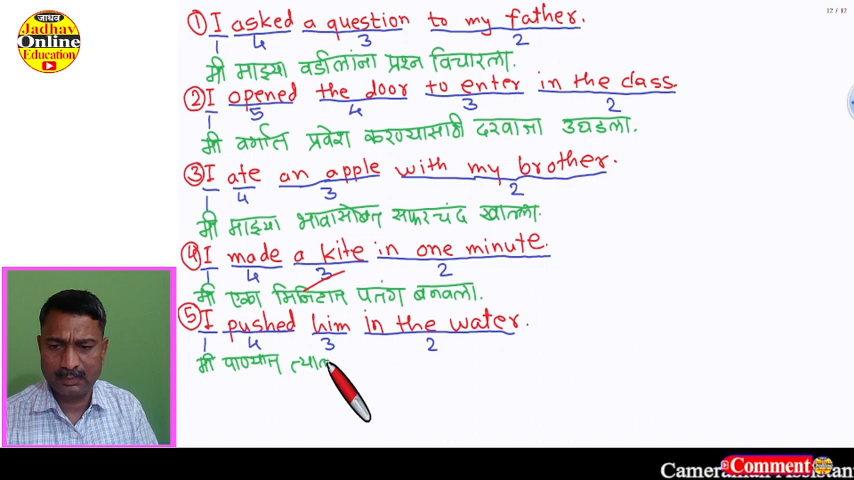 जाधव
Jadhav
Online
Education
12 / 12
① I asked a question to my father.
1 4 3 2
मी माझ्या वडीलांना प्रश्न विचारला.
② I opened the door to enter in the class.
1 5 4 3 2
मी वर्गात प्रवेश करण्यासाठी दरवाजा उघडला.
③ I ate an apple with my brother.
1 4 3 2
मी माझ्या भावासोबत सफरचंद खाल्ला.
④ I made a kite in one minute.
1 4 3 2
मी एका मिनिटात पतंग बनवला.
⑤ I pushed him in the water.
1 4 3 2
मी पाण्यात त्याल
Cameraman Assistan
Comment